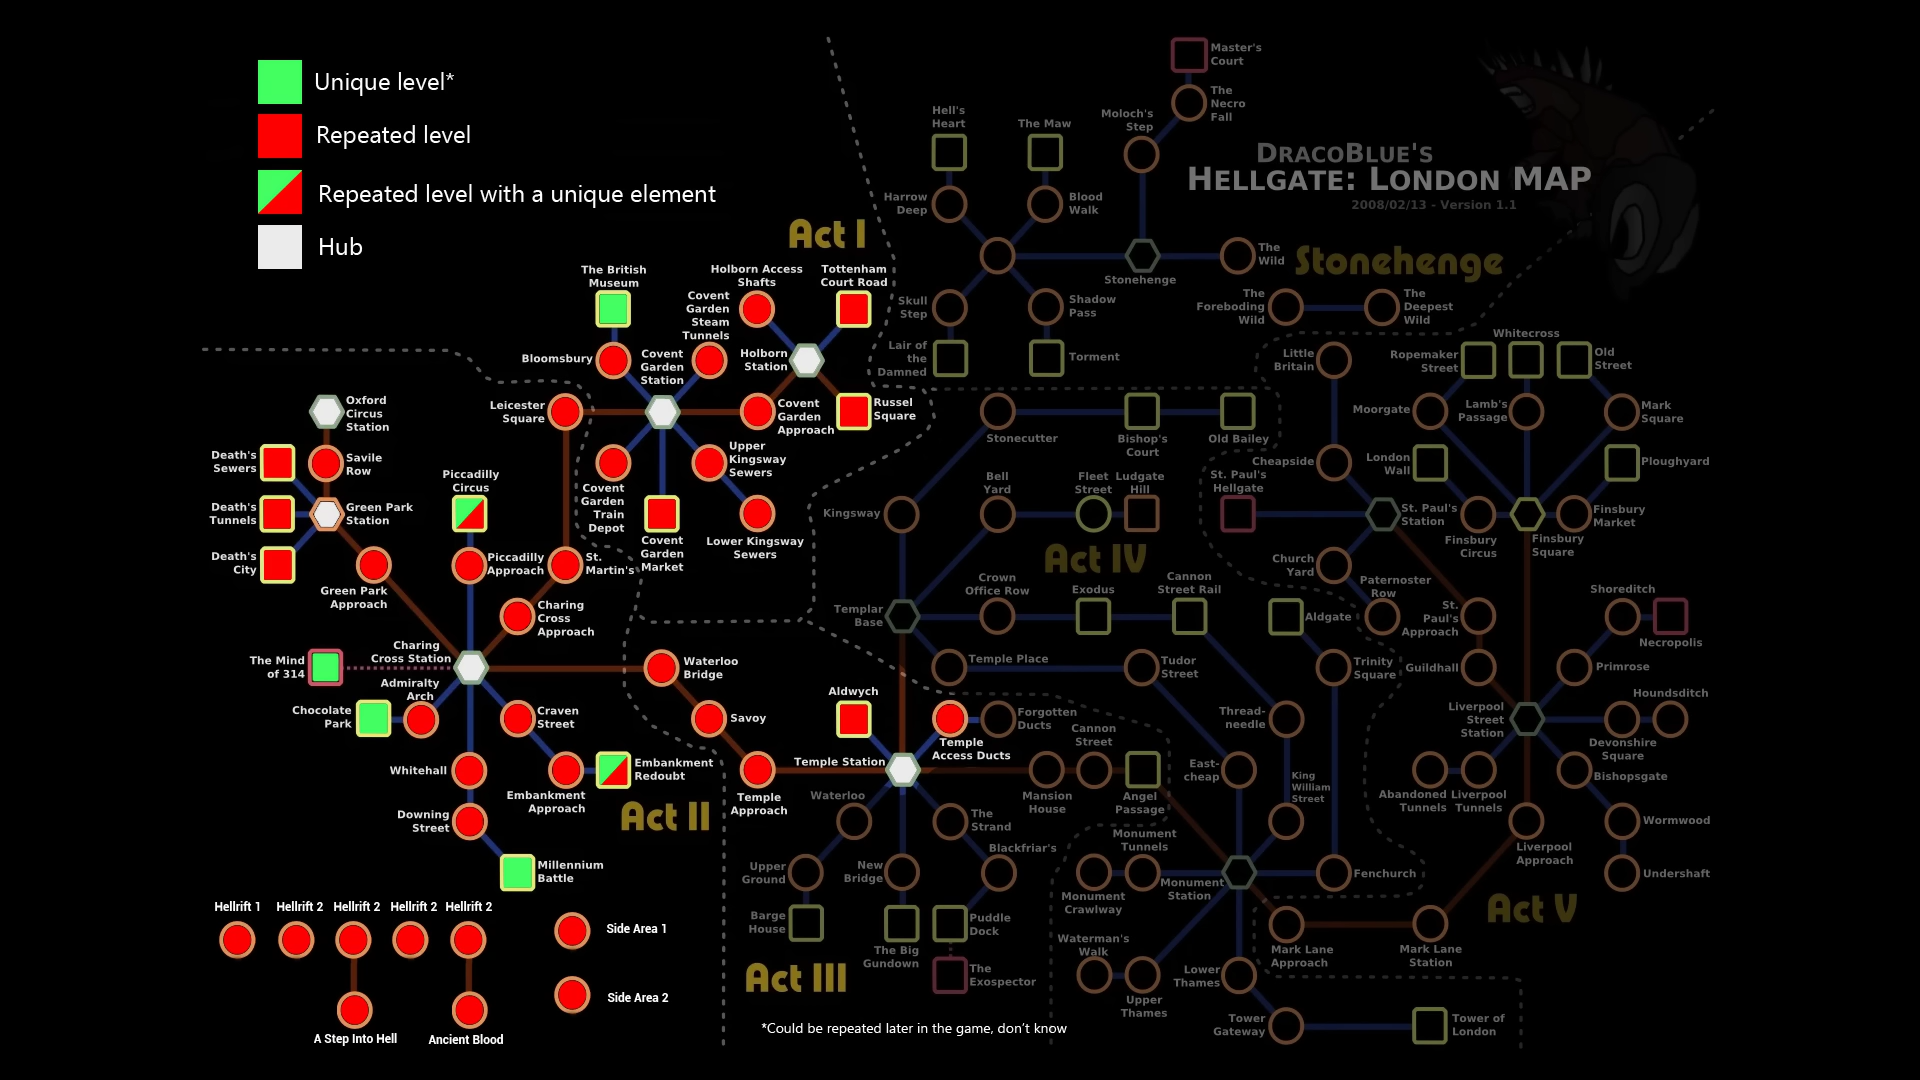 Unique level*
Repeated level
Repeated level with a unique element
Hub
DracoBlue's
Hellgate: London Map
2008/02/13 - Version 1.1
Act I
The British
Museum
Holborn Access
Shafts
Tottenham
Court Road
Covent
Garden
Steam
Tunnels
Bloomsbury
Covent
Garden
Station
Holborn
Station
Leicester
Square
Covent
Garden
Approach
Russel
Square
Upper
Kingsway
Sewers
Covent
Garden
Train
Depot
Covent
Garden
Market
Lower Kingsway
Sewers
Oxford
Circus
Station
Death's
Sewers
Savile
Row
Death's
Tunnels
Green Park
Station
Death's
City
Green Park
Approach
Piccadilly
Circus
Piccadilly
Approach
St.
Martin's
Charing
Cross
Approach
Charing
Cross Station
The Mind
of 314
Admiralty
Arch
Chocolate
Park
Craven
Street
Whitehall
Embankment
Redoubt
Embankment
Approach
Downing
Street
Millennium
Battle
Act II
Waterloo
Bridge
Savoy
Temple
Approach
Aldwych
Temple Station
Temple
Access Ducts
Forgotten
Ducts
Cannon
Street
Mansion
House
Angel
Passage
Waterloo
The
Strand
Upper
Ground
New
Bridge
Blackfriar's
Barge
House
The Big
Gundown
Puddle
Dock
The
Exospector
Act III
Master's
Court
The
Necro
Fall
Moloch's
Step
Hell's
Heart
The Maw
Harrow
Deep
Blood
Walk
Stonehenge
The
Wild
Stonehenge
Skull
Step
Shadow
Pass
Lair of
the
Damned
Torment
The
Foreboding
Wild
The
Deepest
Wild
Stonecutter
Bishop's
Court
Old Bailey
Kingsway
Bell
Yard
Fleet
Street
Ludgate
Hill
Act IV
Templar
Base
Crown
Office Row
Exodus
Cannon
Street Rail
Temple Place
Tudor
Street
Thread-
needle
East-
cheap
King
William
Street
Aldgate
Trinity
Square
Monument
Tunnels
Monument
Crawlway
Monument
Station
Fenchurch
Waterman's
Walk
Upper
Thames
Lower
Thames
Tower
Gateway
Tower of
London
Whitecross
Little
Britain
Ropemaker
Street
Old
Street
Moorgate
Lamb's
Passage
Mark
Square
Cheapside
London
Wall
Ploughyard
St. Paul's
Hellgate
St. Paul's
Station
Finsbury
Circus
Finsbury
Square
Finsbury
Market
Church
Yard
Paternoster
Row
St.
Paul's
Approach
Guildhall
Shoreditch
Necropolis
Primrose
Liverpool
Street
Station
Houndsditch
Devonshire
Square
Bishopsgate
Abandoned
Tunnels
Liverpool
Tunnels
Wormwood
Liverpool
Approach
Undershaft
Act V
Mark Lane
Approach
Mark Lane
Station
Hellrift 1
Hellrift 2
Hellrift 2
Hellrift 2
Hellrift 2
Side Area 1
Side Area 2
A Step Into Hell
Ancient Blood
*Could be repeated later in the game, don't know